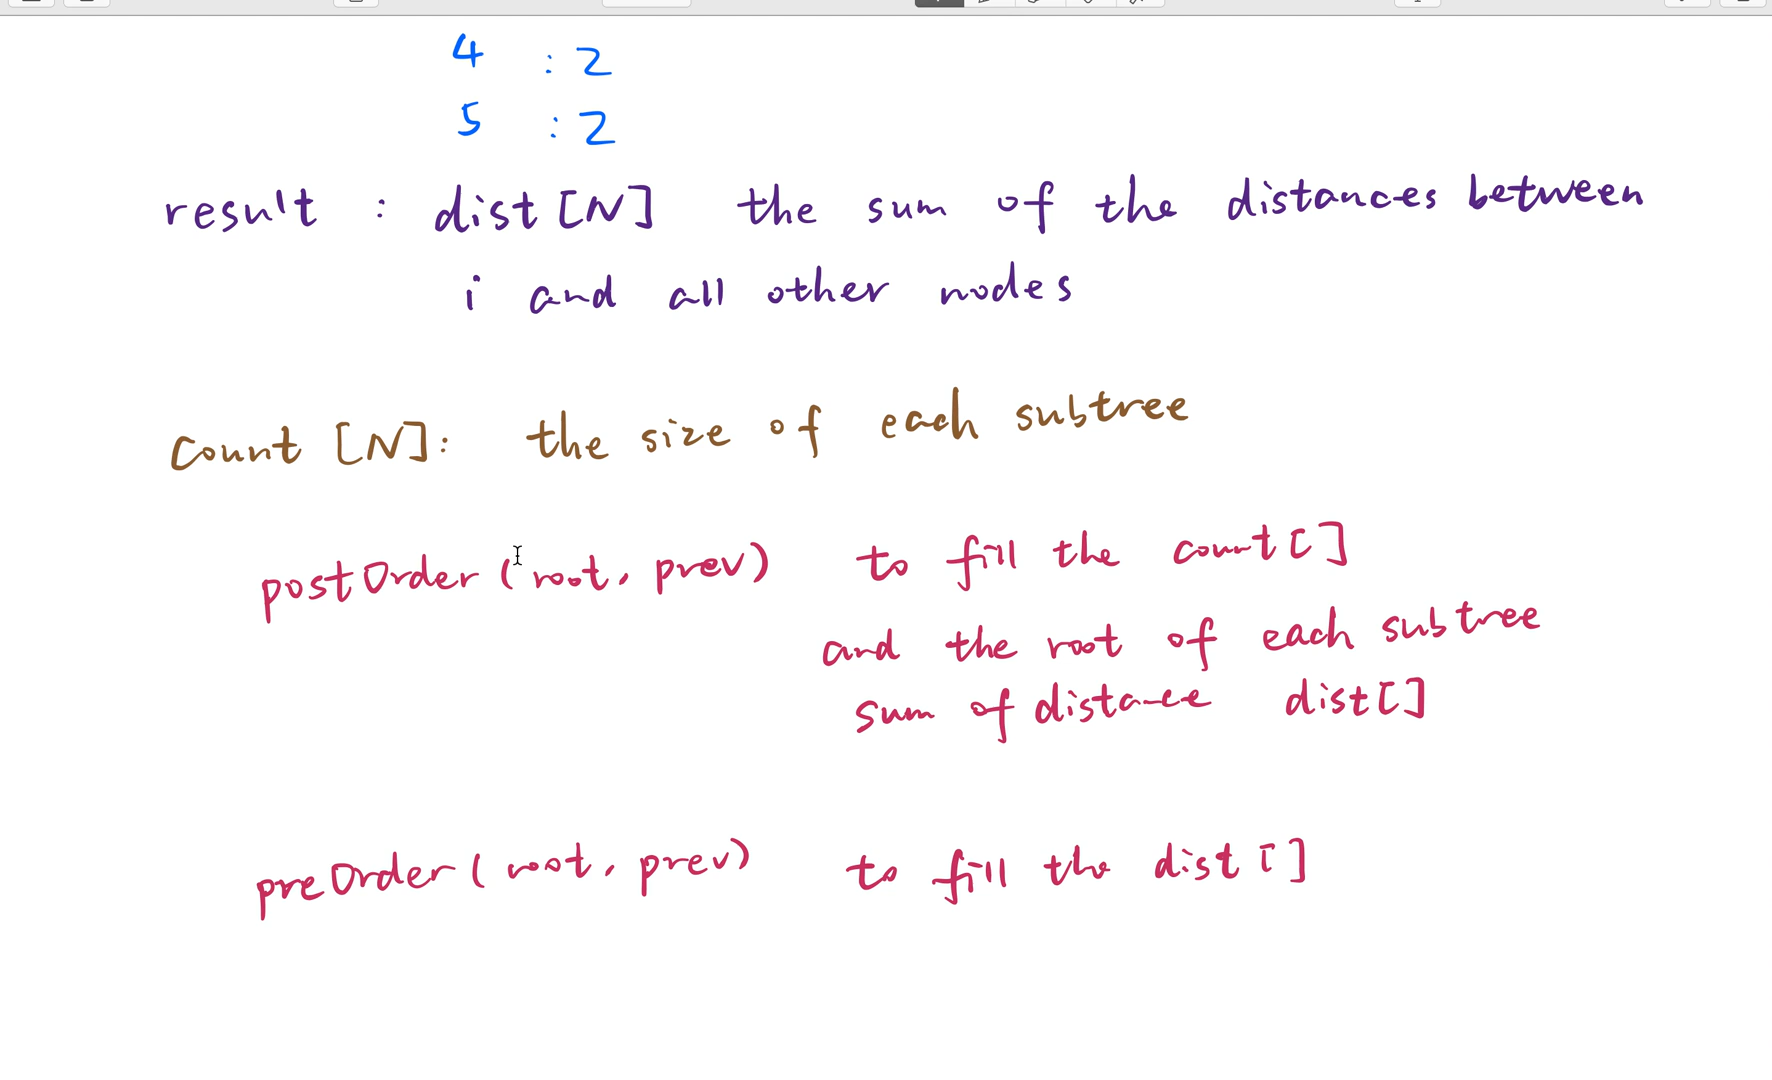 4 : 2
5 : 2
result : dist [N] the sum of the distances between
i and all other nodes
count [N]: the size of each subtree
postOrder (root, prev) to fill the count[]
and the root of each subtree
sum of distance dist[]
preOrder (root, prev) to fill the dist []